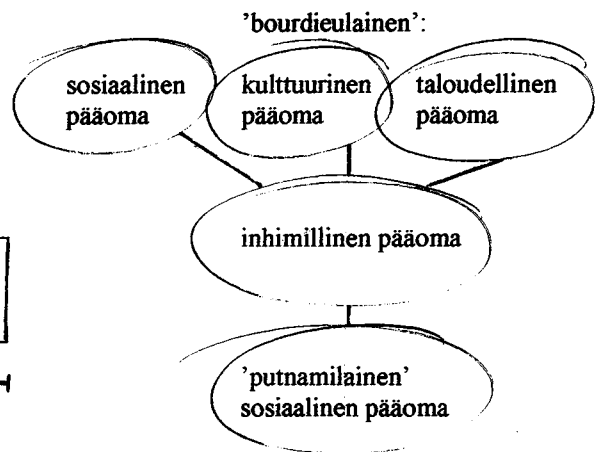 'bourdieulainen':
sosiaalinen
pääoma
kulttuurinen
pääoma
taloudellinen
pääoma
inhimillinen pääoma
'putnamilainen'
sosiaalinen pääoma